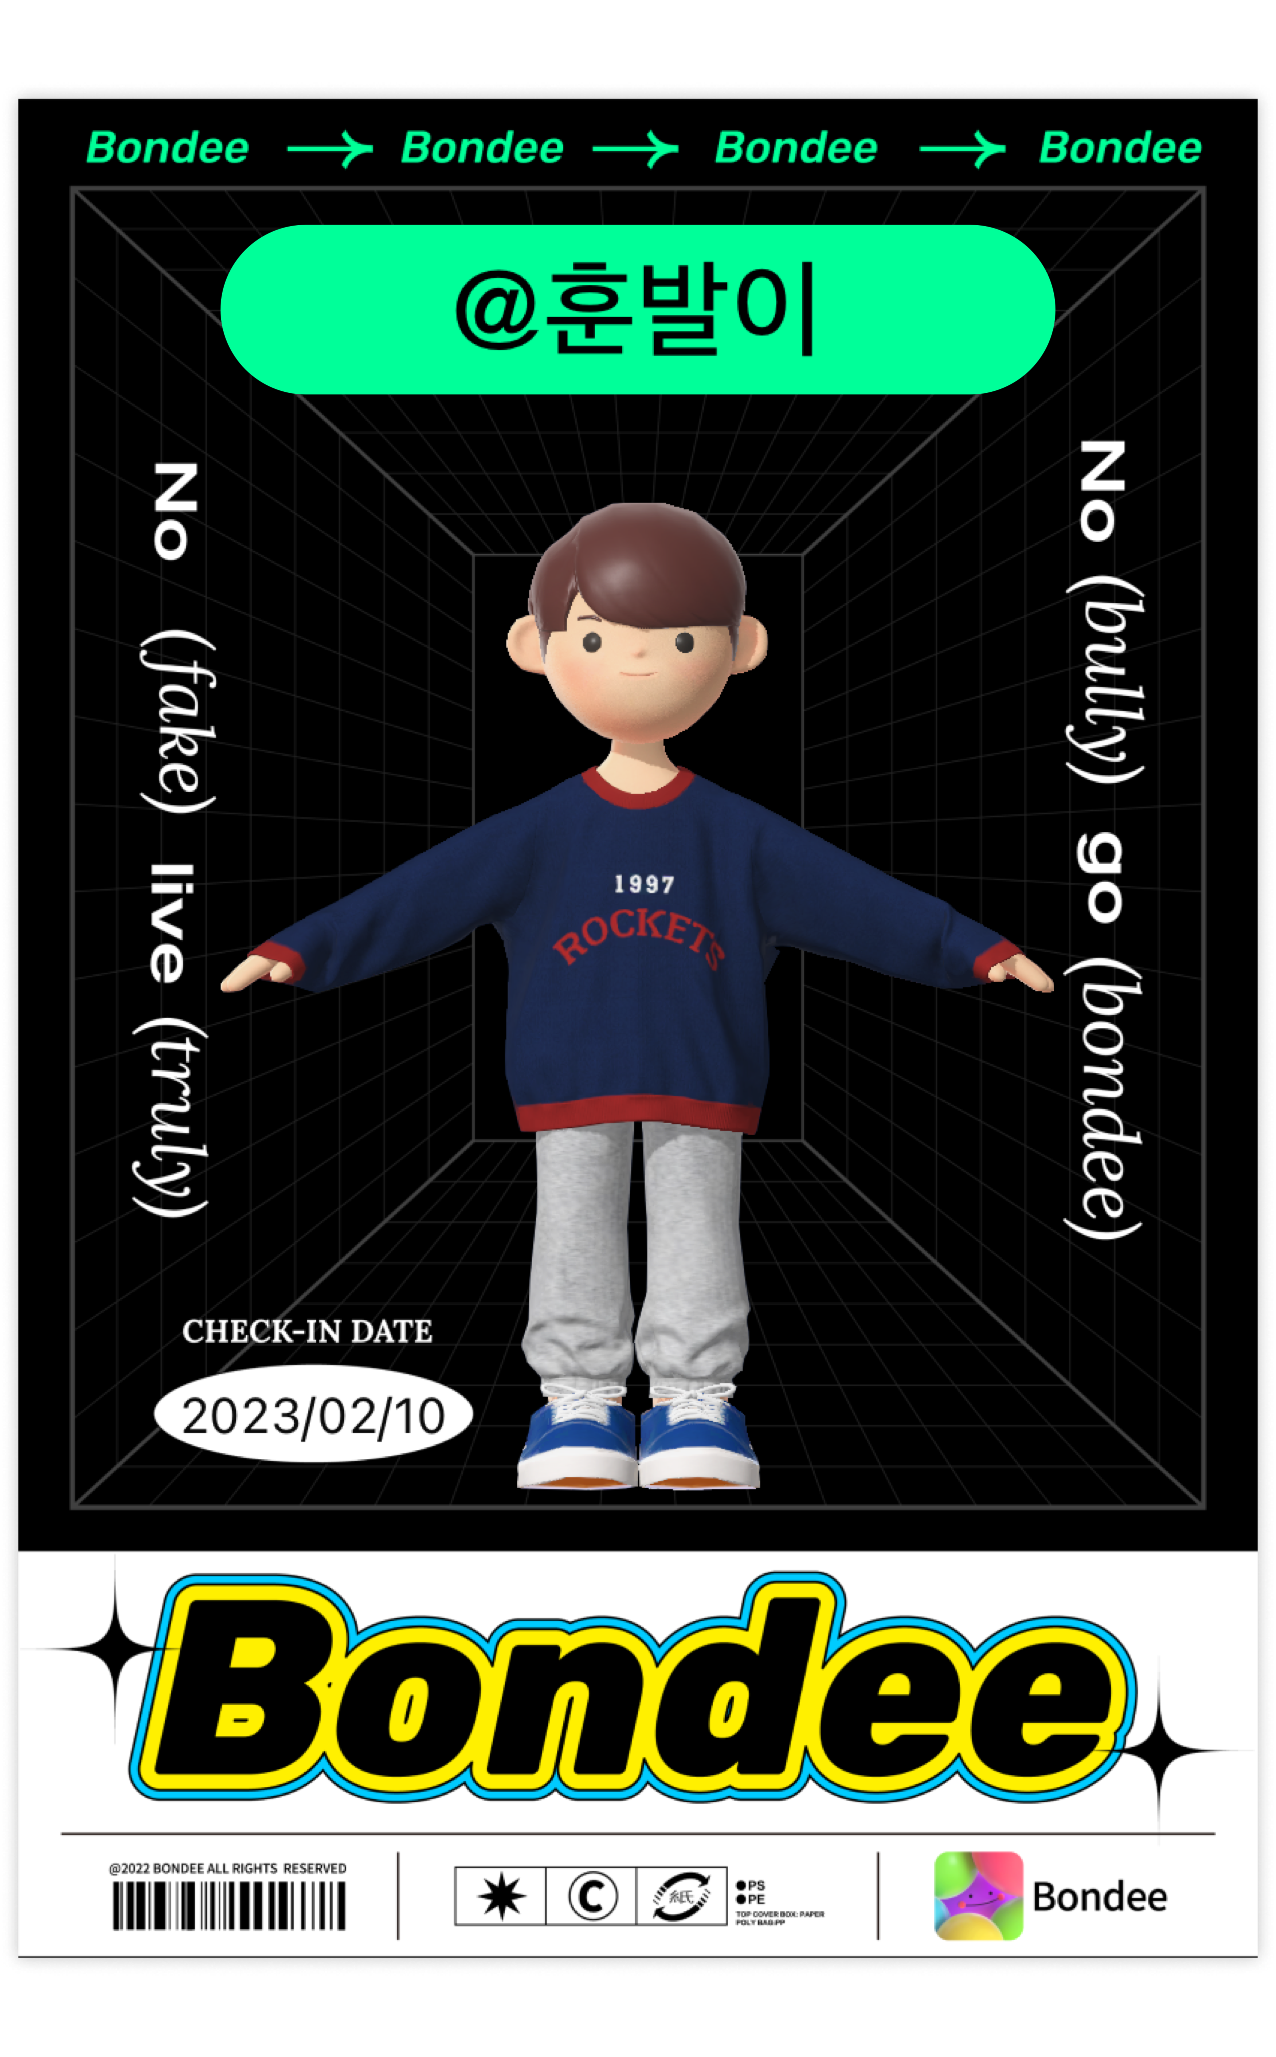 Bondee → Bondee → Bondee → Bondee
@훈발이
No (fake) live (truly)
No (bully) go (bondee)
1997
ROCKETS
CHECK-IN DATE
2023/02/10
Bondee
@2022 BONDEE ALL RIGHTS RESERVED
C
紙
PS
PE
TOP COVER BOX: PAPER
POLY BAG:PP
Bondee